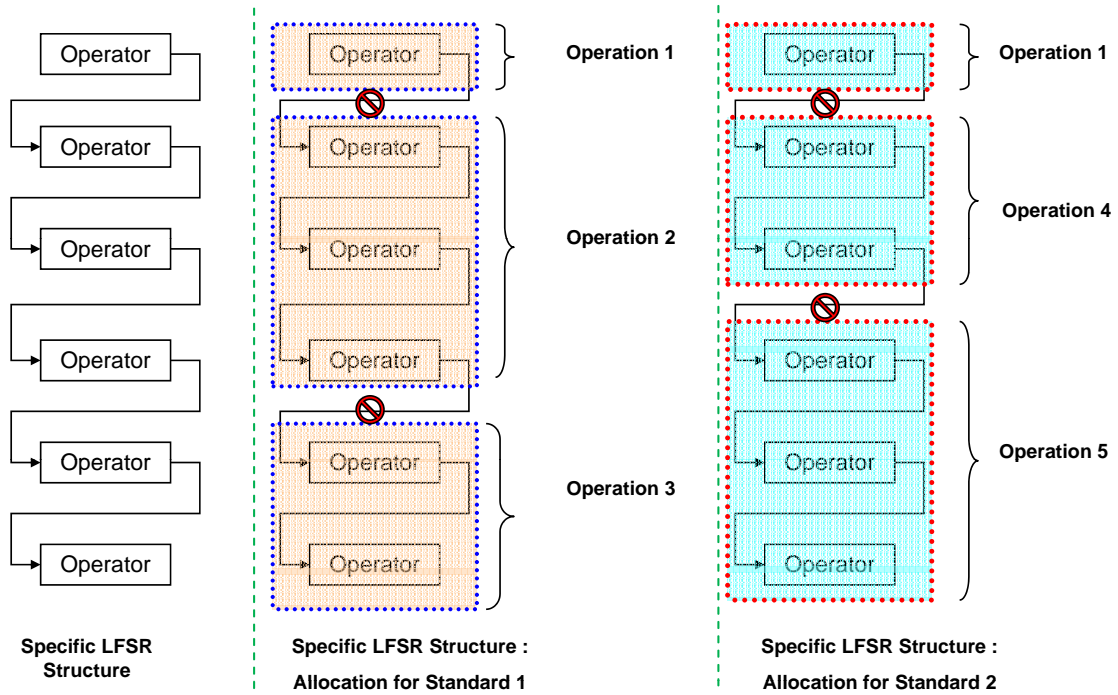 Operator
Operator
Operator
Operator
Operator
Operator
Specific LFSR
Structure
Operator
Operation 1
Operator
Operator
Operation 2
Operator
Operator
Operation 3
Operator
Specific LFSR Structure :
Allocation for Standard 1
Operator
Operation 1
Operator
Operation 4
Operator
Operator
Operator
Operation 5
Operator
Specific LFSR Structure :
Allocation for Standard 2